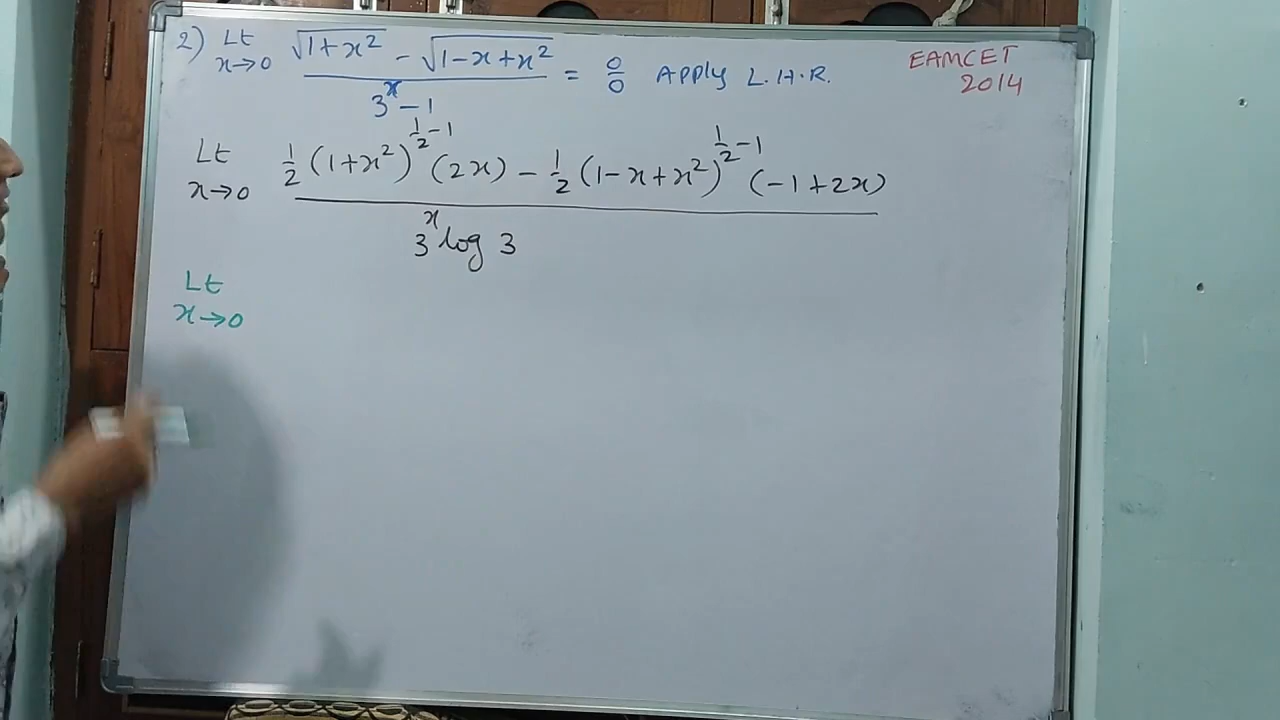 2) Lt x→0 (√(1+x²) - √(1-x+x²)) / (3^x - 1) = 0/0 Apply L.H.R.
EAMCET 2014
Lt x→0 (1/2 (1+x²)^(1/2 - 1) (2x) - 1/2 (1-x+x²)^(1/2 - 1) (-1+2x)) / (3^x log 3)
Lt x→0